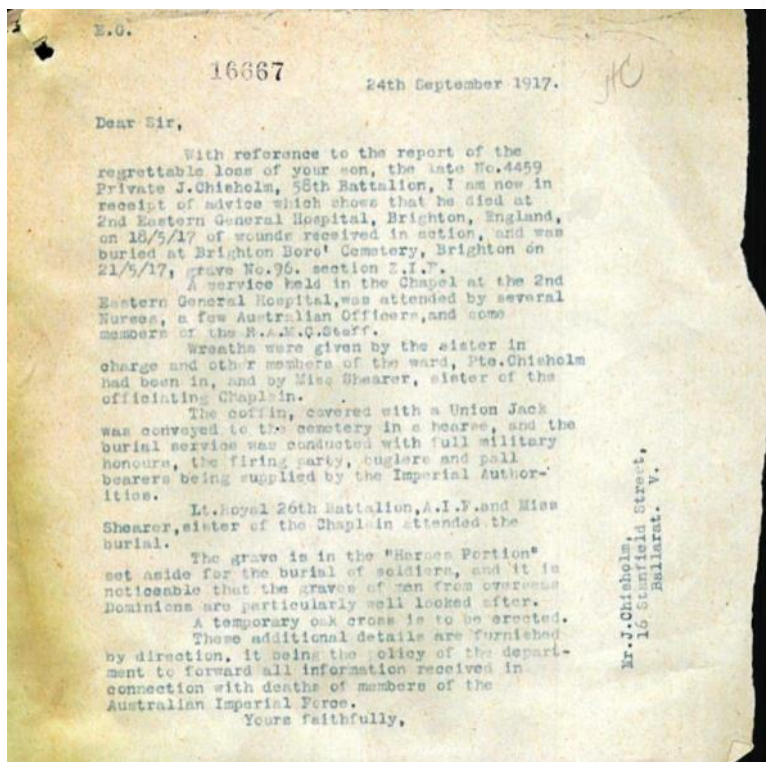 E.G.
16667
24th September 1917.
HC
Dear Sir,
With reference to the report of the
regrettable loss of your son, the late No.4459
Private J.Chisholm, 58th Battalion, I am now in
receipt of advice which shows that he died at
2nd Eastern General Hospital, Brighton, England,
on 18/5/17 of wounds received in action, and was
buried at Brighton Boro' Cemetery, Brighton on
21/5/17, grave No.96. section Z.I.F.
A service held in the Chapel at the 2nd
Eastern General Hospital,was attended by several
Nurses, a few Australian Officers,and some
members of the R.A.M.C.Staff.
Wreaths were given by the sister in
charge and other members of the ward, Pte.Chisholm
had been in, and by Miss Shearer, sister of the
officiating Chaplain.
The coffin, covered with a Union Jack
was conveyed to the cemetery in a hearse, and the
burial service was conducted with full military
honours, the firing party, buglers and pall
bearers being supplied by the Imperial Author-
ities.
Lt.Royal 26th Battalion,A.I.F.and Miss
Shearer,sister of the Chaplain attended the
burial.
The grave is in the "Heroes Portion"
set aside for the burial of soldiers, and it is
noticeable that the graves of men from overseas
Dominions are particularly well looked after.
A temporary oak cross is to be erected.
These additional details are furnished
by direction, it being the policy of the depart-
ment to forward all information received in
connection with deaths of members of the
Australian Imperial Force.
Yours faithfully,
Mr.J.Chisholm,
16 Stanfield Street,
Ballarat. V.